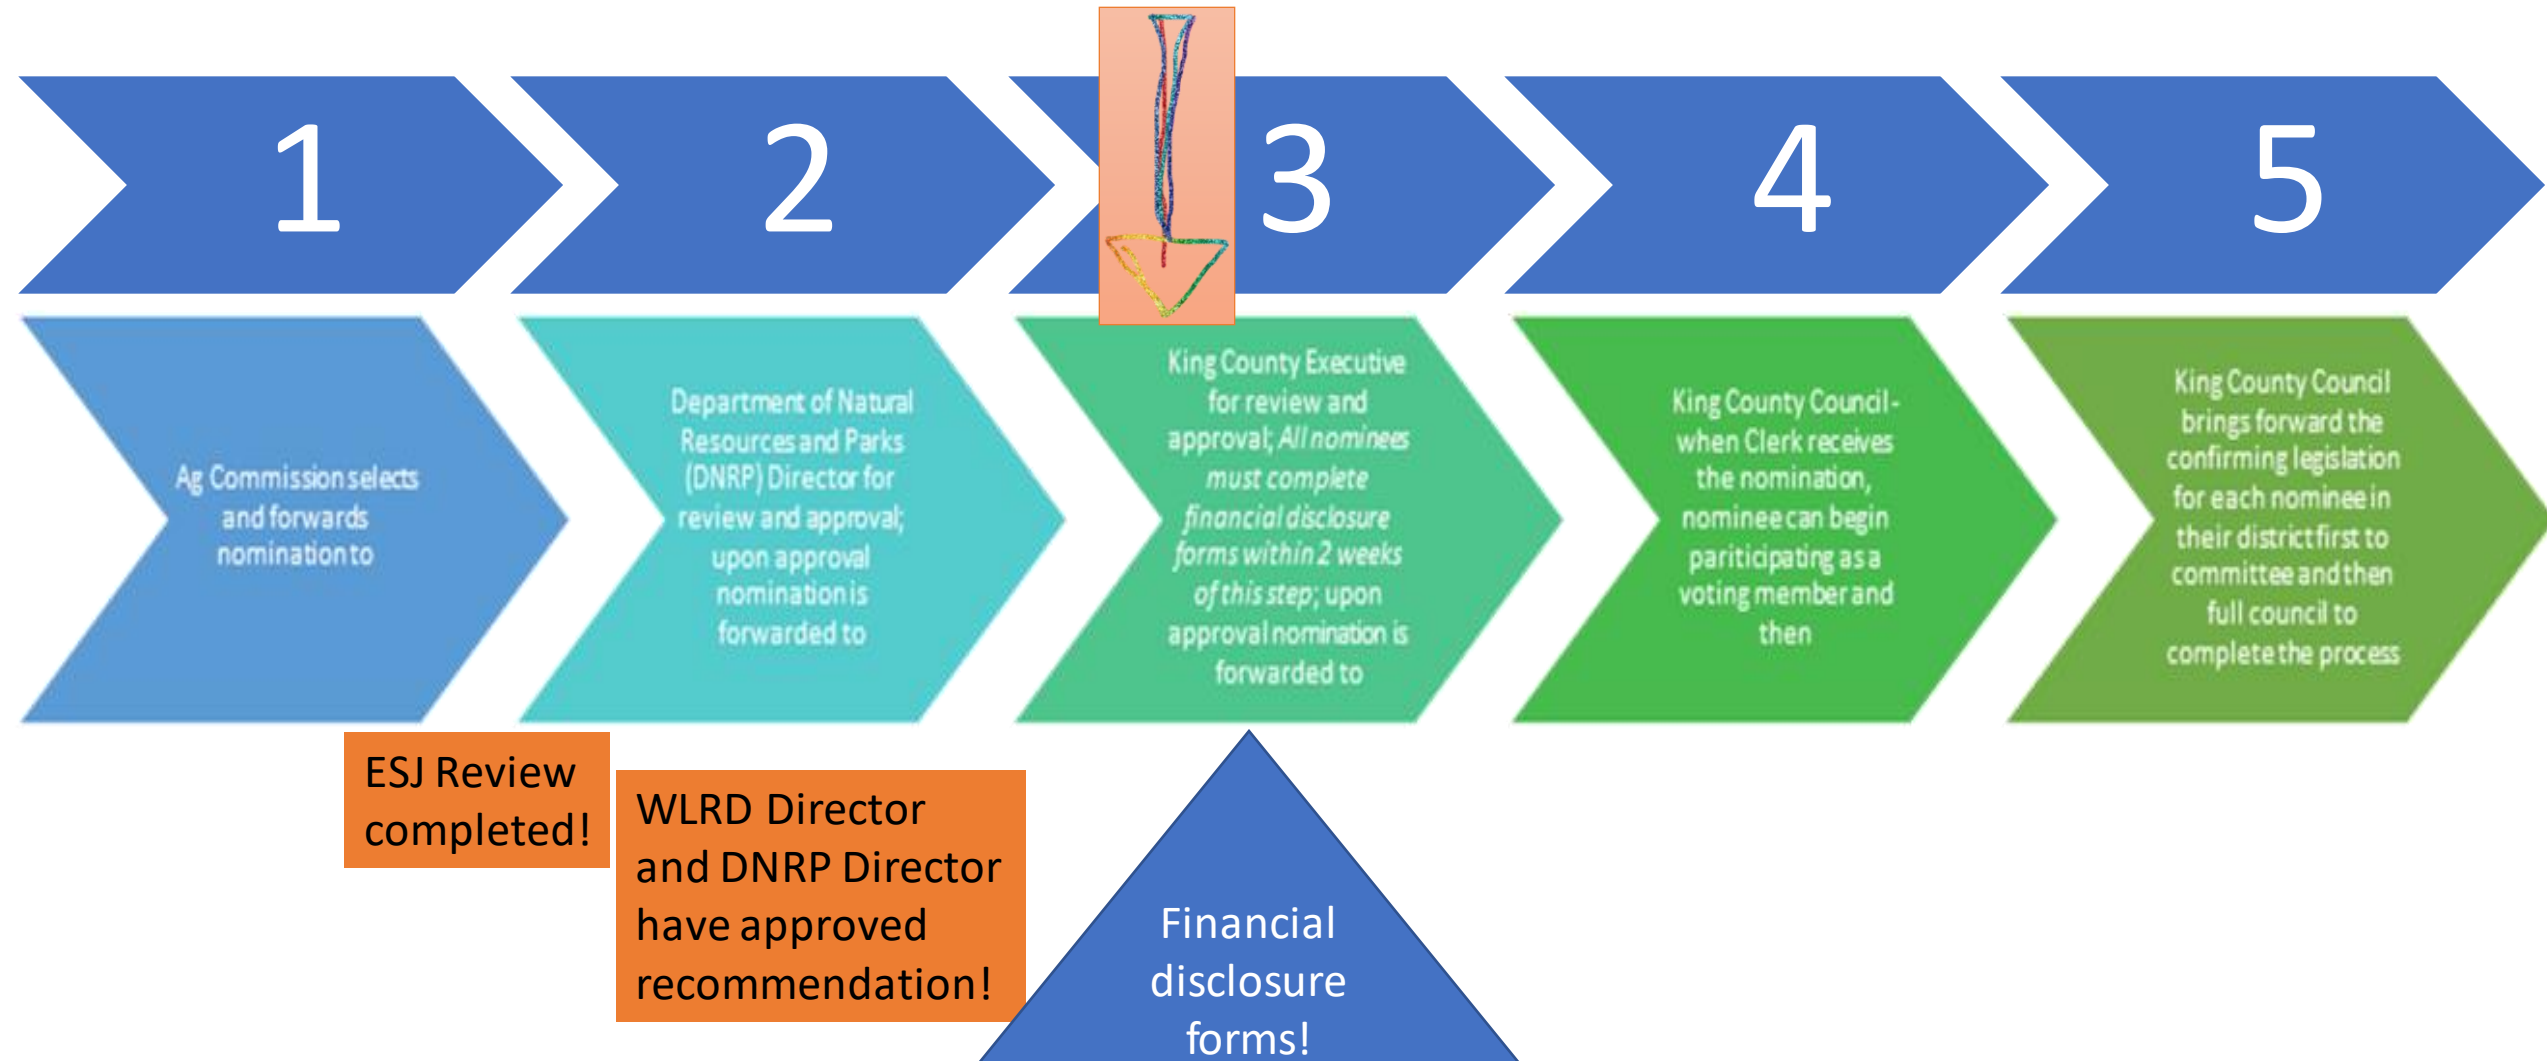 1
2
3
4
5
Ag Commission selects
and forwards
nomination to
Department of Natural
Resources and Parks
(DNRP) Director for
review and approval;
upon approval
nomination is
forwarded to
King County Executive
for review and
approval; All nominees
must complete
financial disclosure
forms within 2 weeks
of this step; upon
approval nomination is
forwarded to
King County Council-
when Clerk receives
the nomination,
nominee can begin
pariticipating as a
voting member and
then
King County Council
brings forward the
confirming legislation
for each nominee in
their district first to
committee and then
full council to
complete the process
ESJ Review
completed!
WLRD Director
and DNRP Director
have approved
recommendation!
Financial
disclosure
forms!